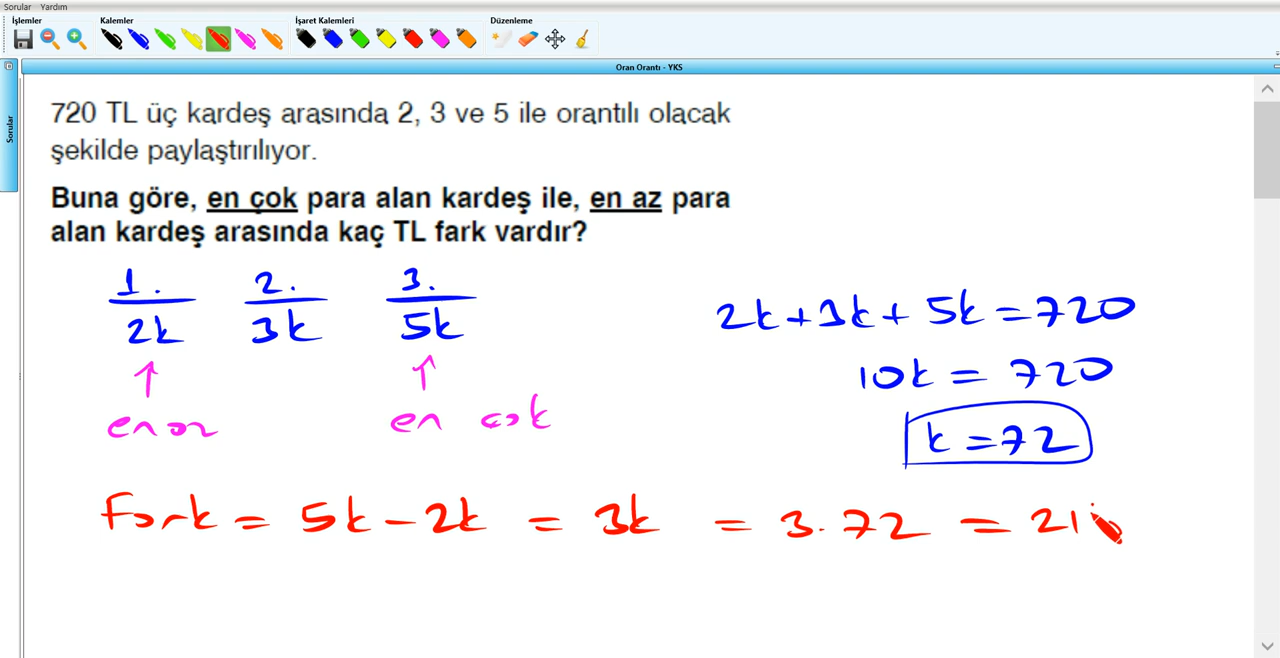 Sorular Yardım
İşlemler Kalemler İşaret Kalemleri Düzenleme
Oran Orantı - YKS
Sorular
720 TL üç kardeş arasında 2, 3 ve 5 ile orantılı olacak
şekilde paylaştırılıyor.
Buna göre, en çok para alan kardeş ile, en az para
alan kardeş arasında kaç TL fark vardır?
1. 2. 3.
2k 3k 5k
2k+3k+5k=720
10k = 720
en az en çok
k=72
Fark = 5k-2k = 3k = 3.72 = 21